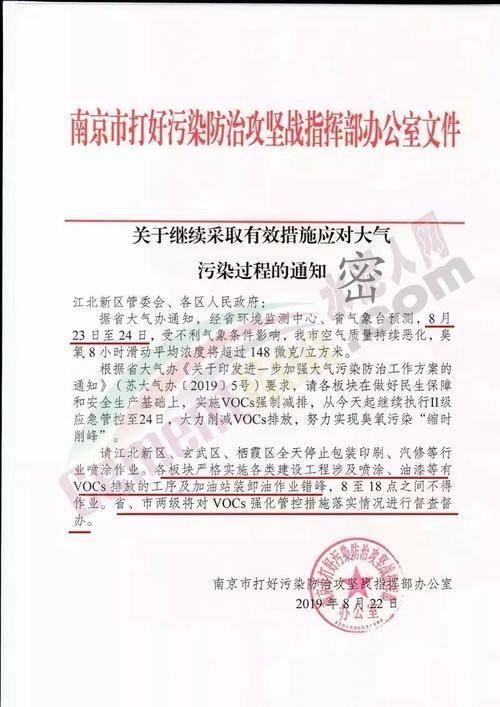 南京市打好污染防治攻坚战指挥部办公室文件
关于继续采取有效措施应对大气
污染过程的通知
密
江北新区管委会、各区人民政府：
据省大气办通知，经省环境监测中心、省气象台预测，8月
23日至24日，受不利气象条件影响，我市空气质量持续恶化，臭
氧8小时滑动平均浓度将超过148微克/立方米。
根据省大气办《关于印发进一步加强大气污染防治工作方案的
通知》（苏大气办〔2019〕5号）要求，请各板块在做好民生保障
和安全生产基础上，实施VOCs强制减排，从今天起继续执行II级
应急管控至24日，大力削减VOCs排放，努力实现臭氧污染“缩时
削峰”。
请江北新区、玄武区、栖霞区全天停止包装印刷、汽修等行
业喷涂作业。各板块严格实施各类建设工程涉及喷涂、油漆等有
VOCs排放的工序及加油站装卸油作业错峰，8至18点之间不得
作业。省、市两级将对VOCs强化管控措施落实情况进行督查督
办。
南京市打好污染防治攻坚战指挥部办公室
2019年8月22日
南京市打好污染防治攻坚战指挥部
办公室